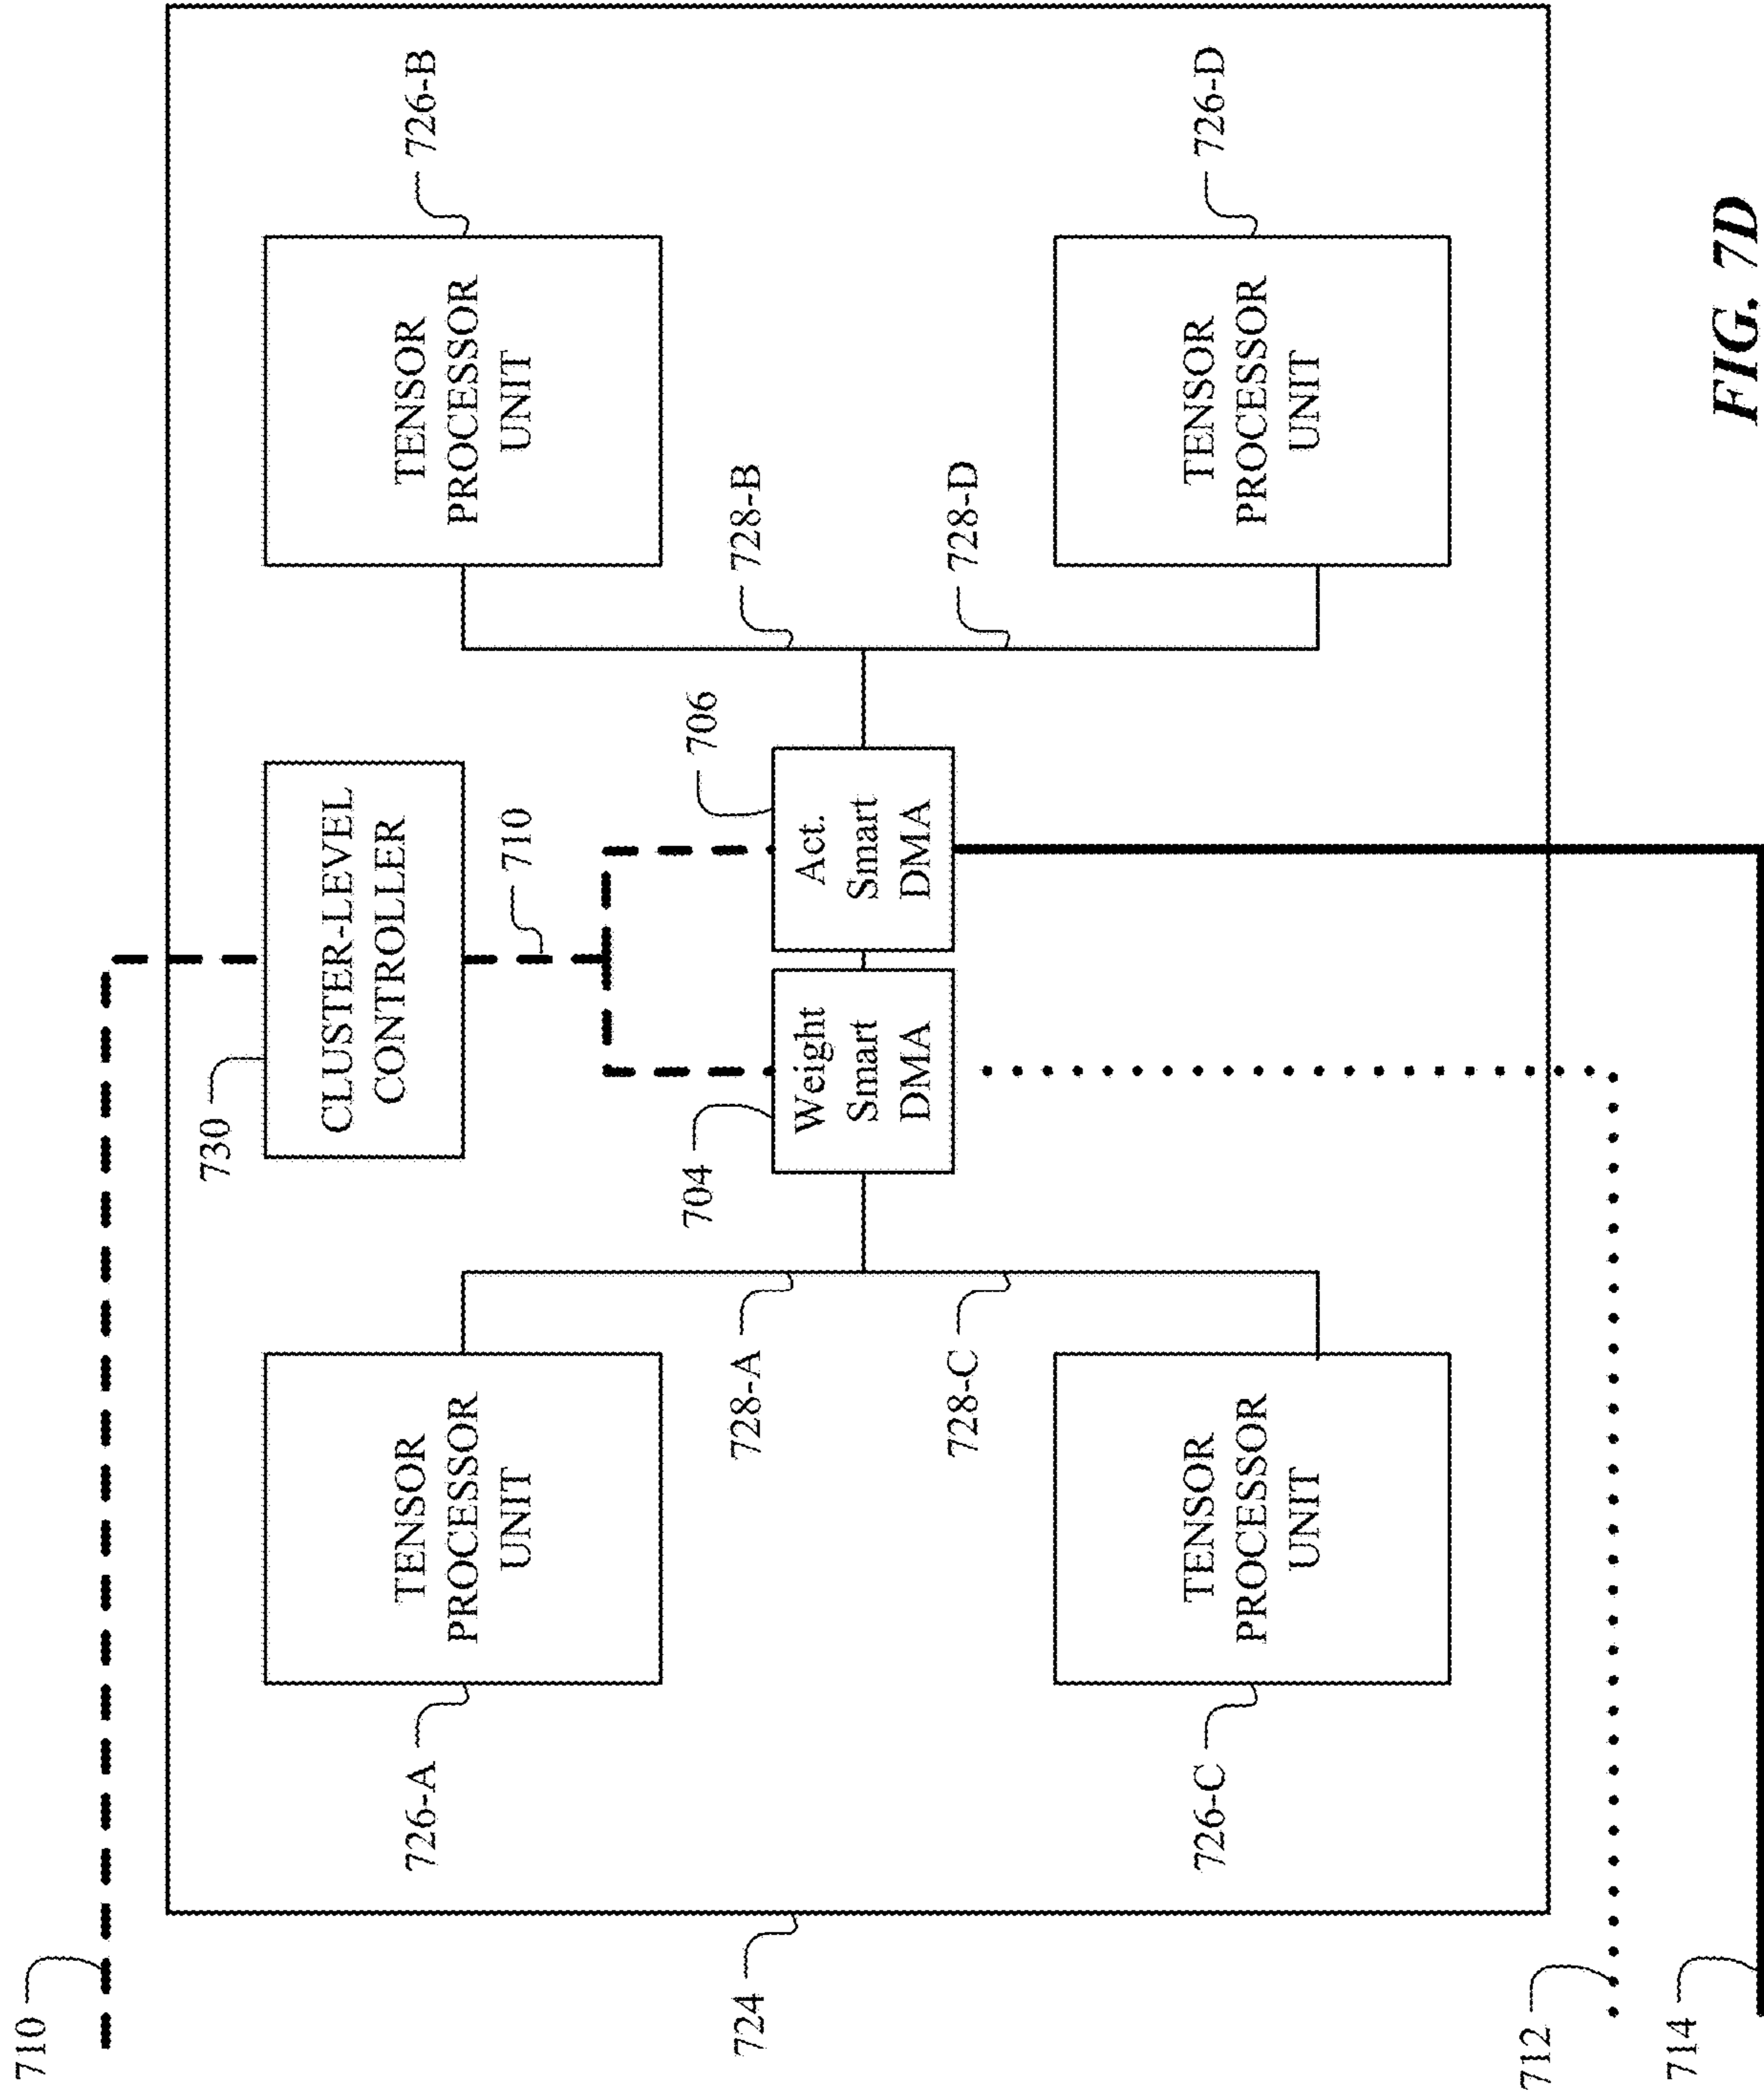 710
730
CLUSTER-LEVEL
CONTROLLER
726-A
TENSOR
PROCESSOR
UNIT
710
TENSOR
PROCESSOR
UNIT
726-B
704
706
728-A
Weight
Smart
DMA
Act.
Smart
DMA
728-B
724
728-C
728-D
726-C
TENSOR
PROCESSOR
UNIT
TENSOR
PROCESSOR
UNIT
726-D
712
714
FIG. 7D